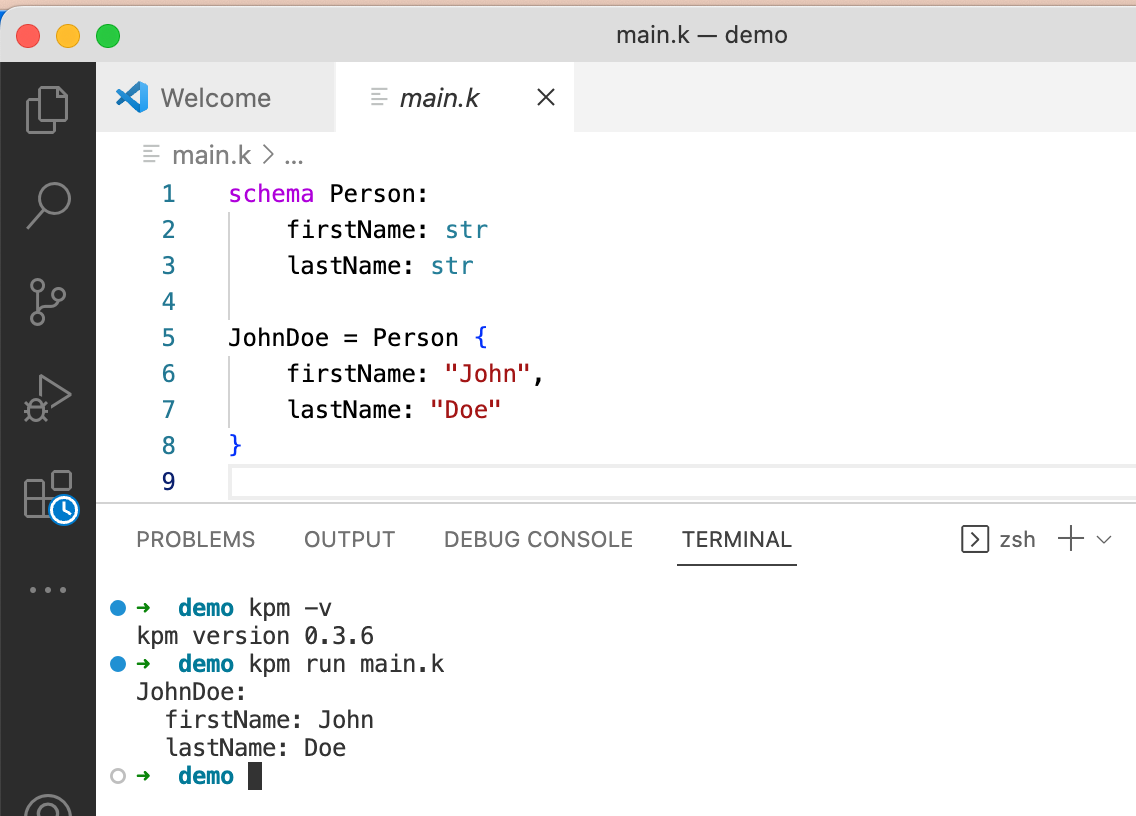 main.k — demo
Welcome
main.k
main.k > ...
1 schema Person:
2     firstName: str
3     lastName: str
4
5 JohnDoe = Person {
6     firstName: "John",
7     lastName: "Doe"
8 }
9
PROBLEMS OUTPUT DEBUG CONSOLE TERMINAL zsh
➜  demo kpm -v
kpm version 0.3.6
➜  demo kpm run main.k
JohnDoe:
  firstName: John
  lastName: Doe
➜  demo